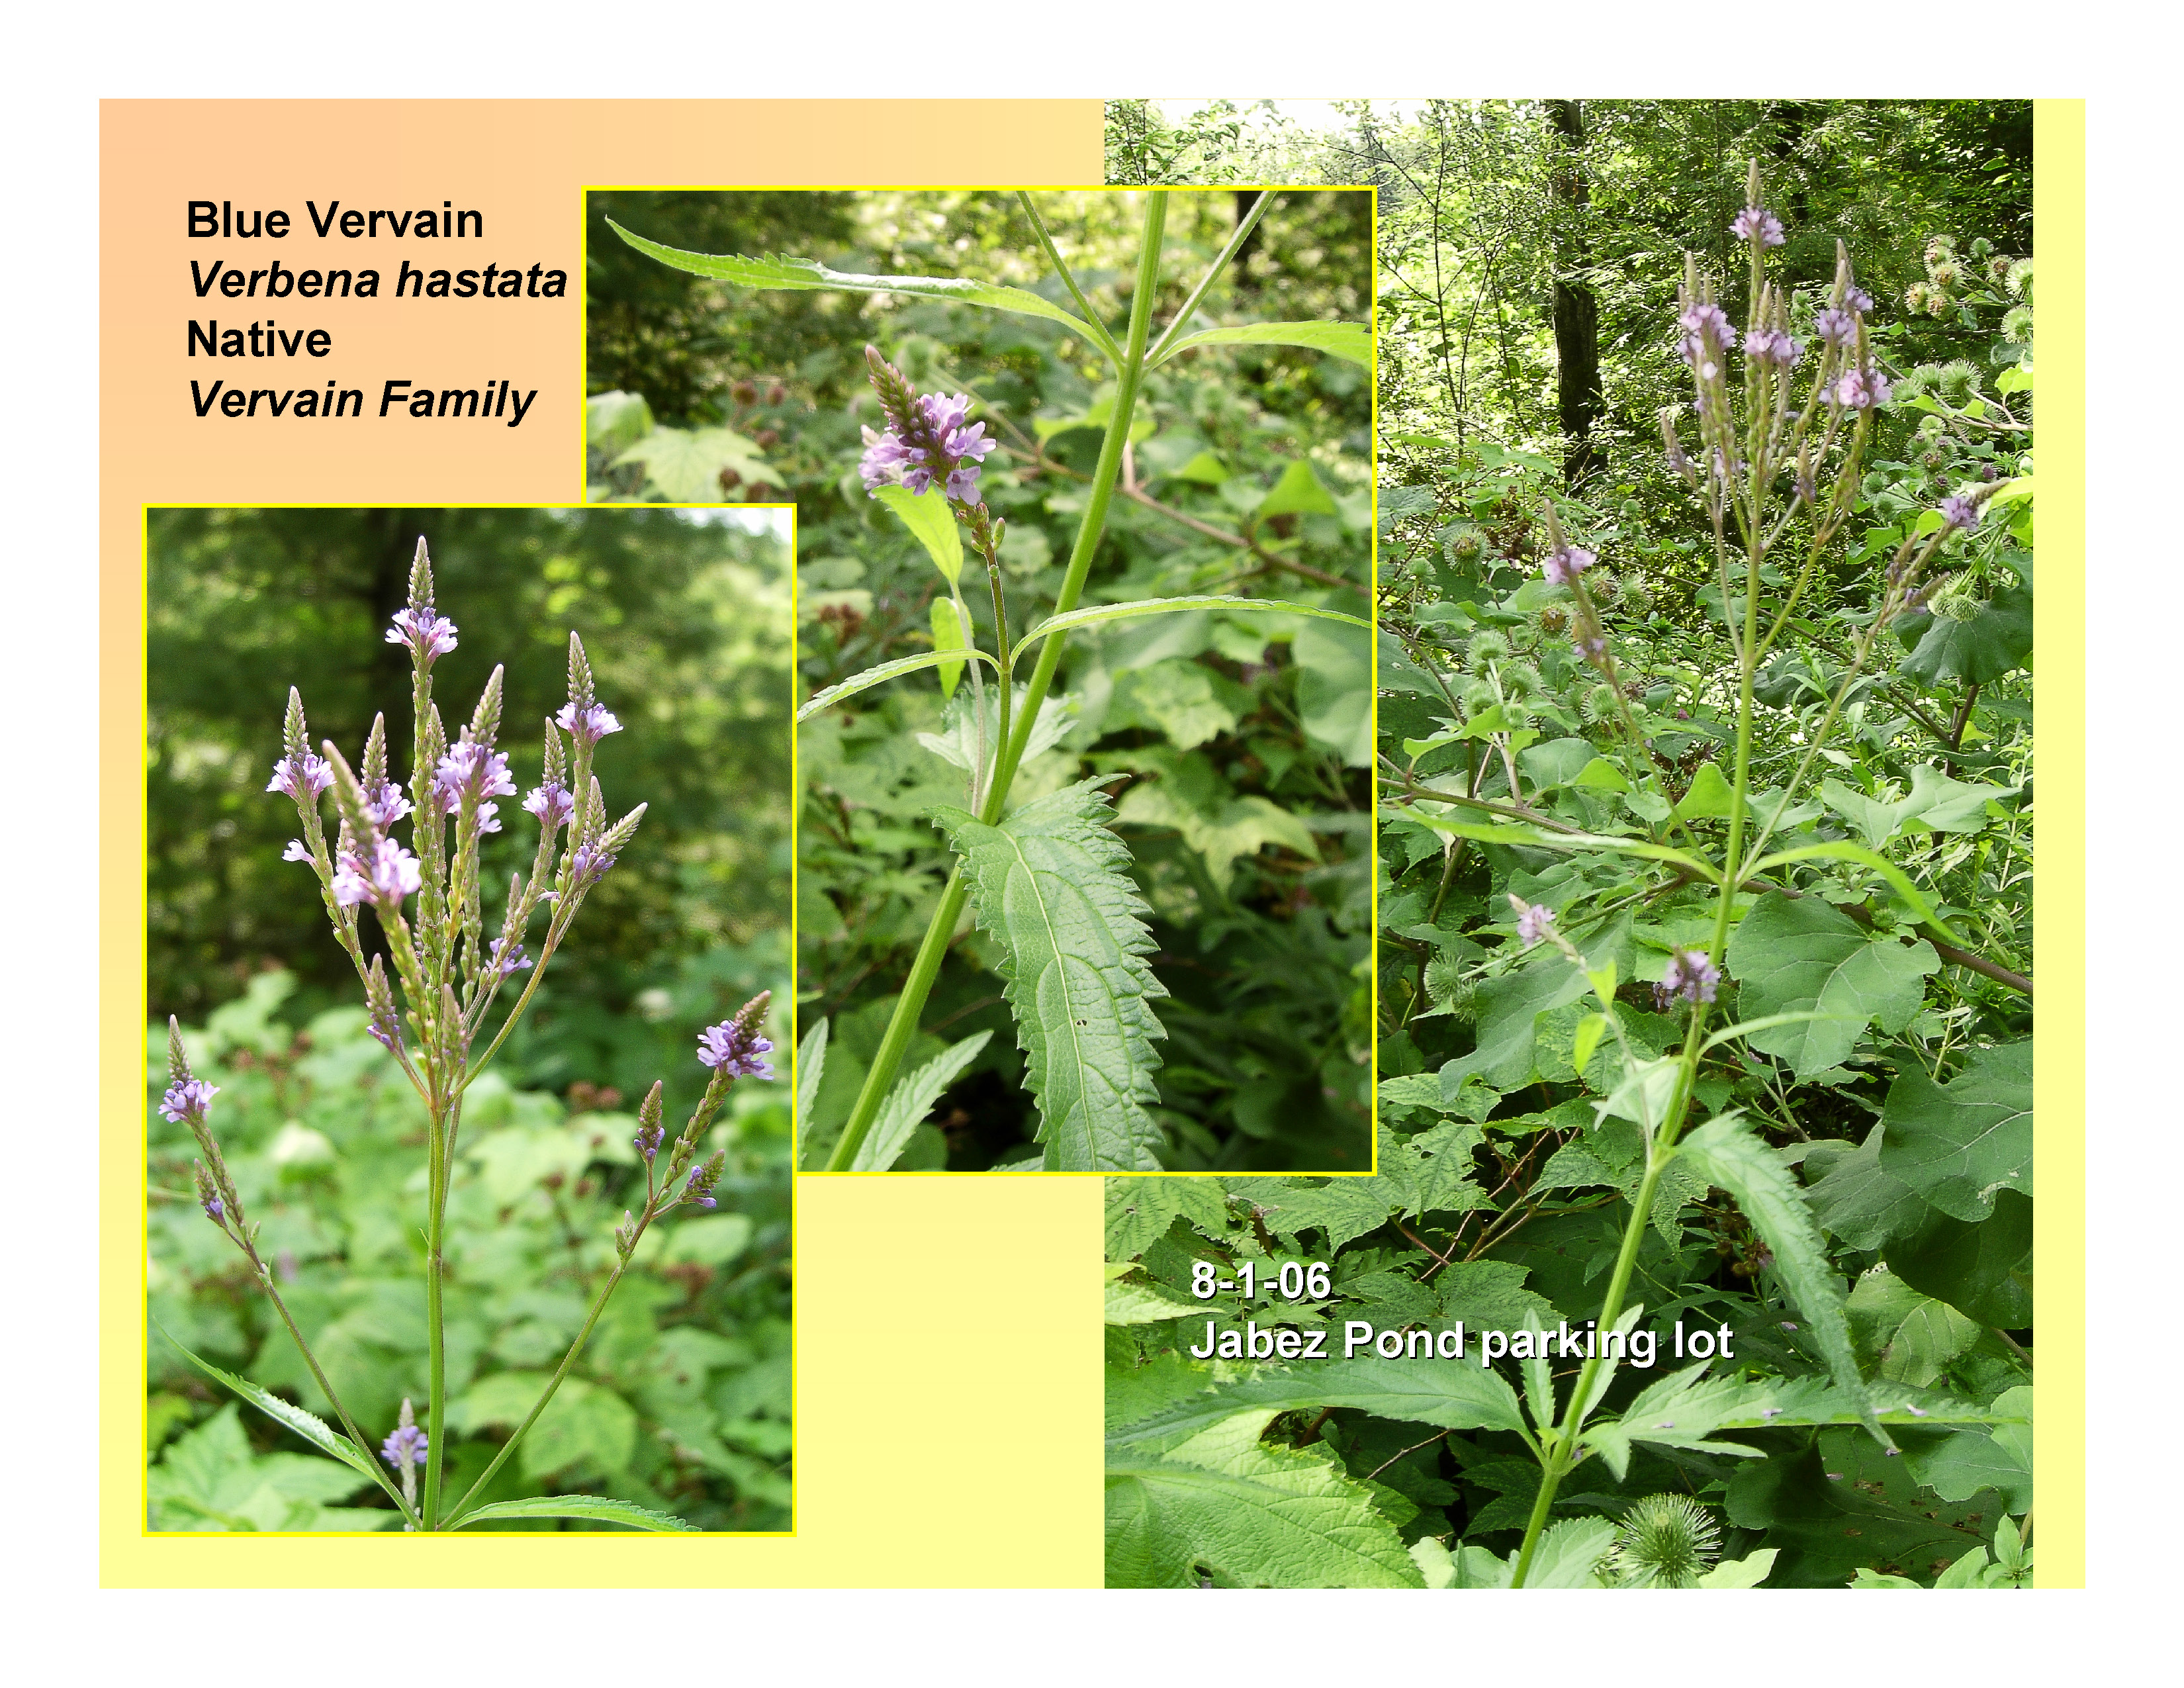 Blue Vervain
Verbena hastata
Native
Vervain Family
8-1-06
Jabez Pond parking lot